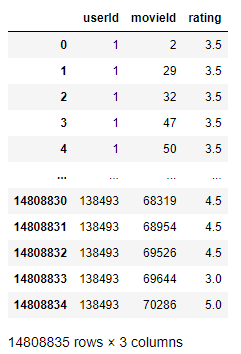 userId movieId rating
0 1 2 3.5
1 1 29 3.5
2 1 32 3.5
3 1 47 3.5
4 1 50 3.5
... ... ... ...
14808830 138493 68319 4.5
14808831 138493 68954 4.5
14808832 138493 69526 4.5
14808833 138493 69644 3.0
14808834 138493 70286 5.0
14808835 rows × 3 columns